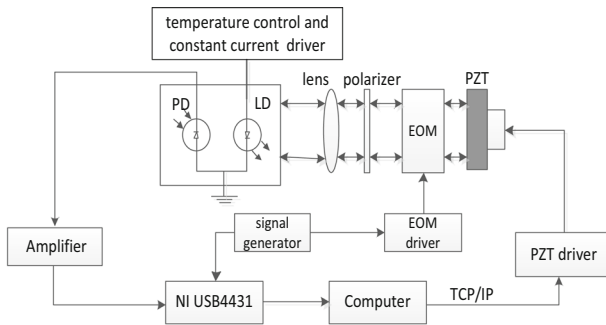 temperature control and
constant current driver
lens
polarizer
PZT
PD
LD
EOM
signal
generator
EOM
driver
Amplifier
PZT driver
NI USB4431
Computer
TCP/IP